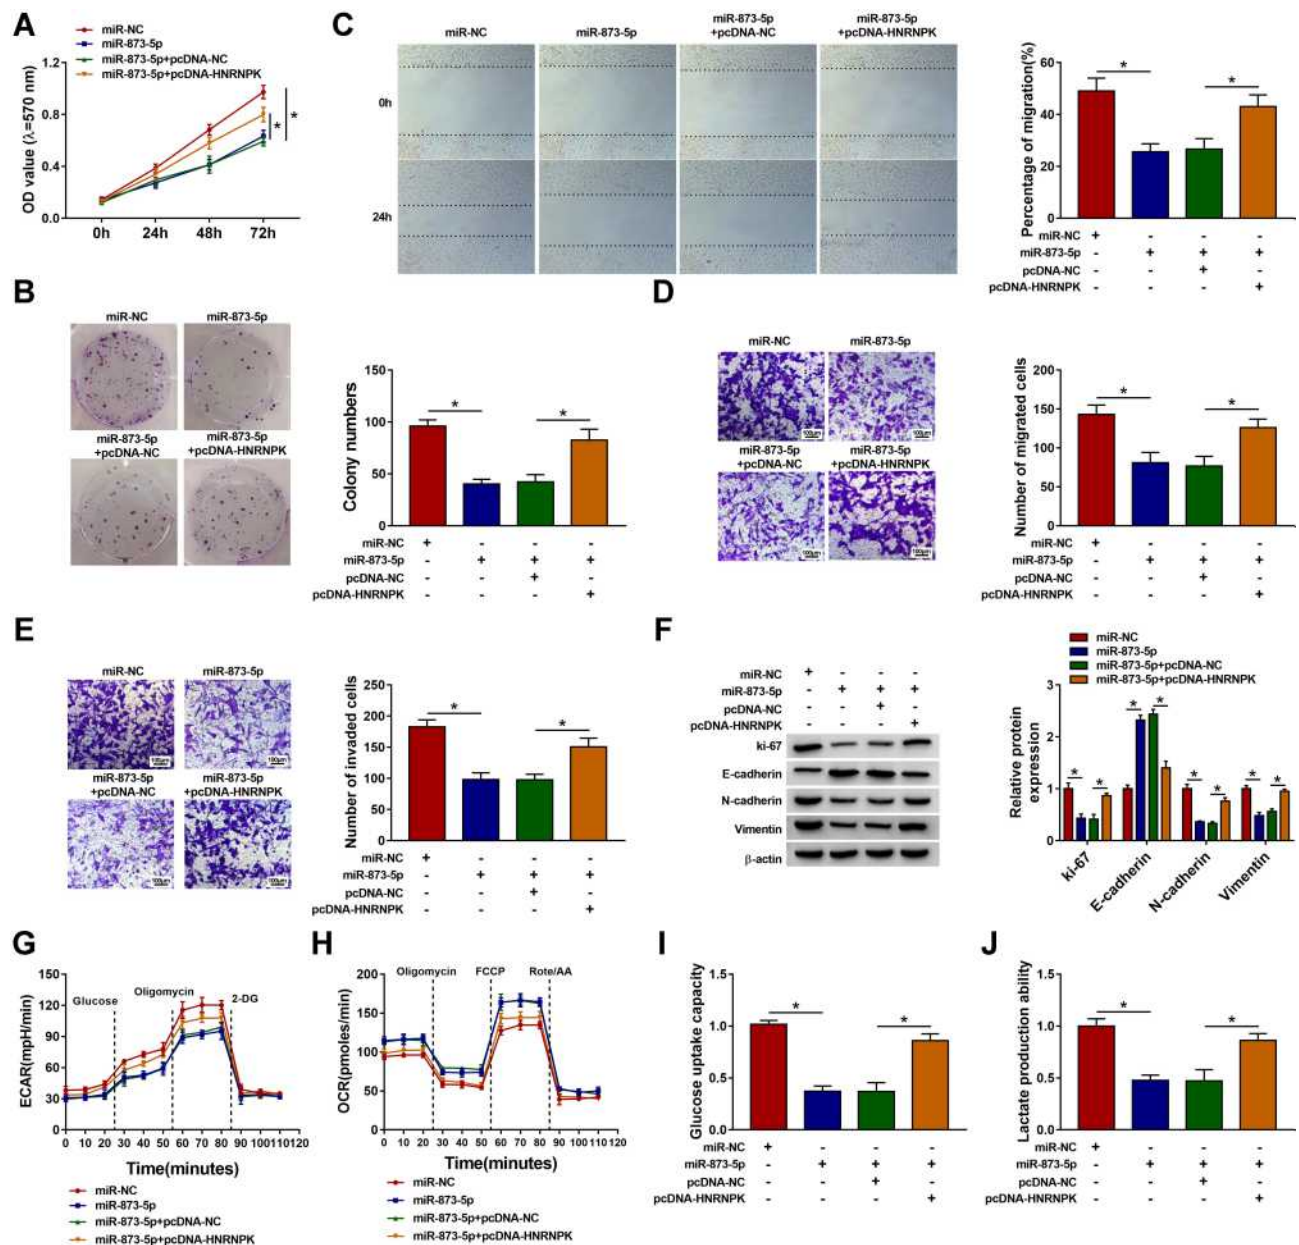 A
miR-NC
miR-873-5p
miR-873-5p+pcDNA-NC
miR-873-5p+pcDNA-HNRNPK
OD value (λ=570 nm)
1.2
0.8
0.4
0.0
0h 24h 48h 72h
*
*
C
miR-NC miR-873-5p miR-873-5p +pcDNA-NC miR-873-5p +pcDNA-HNRNPK
0h
24h
Percentage of migration(%)
60
40
20
0
* *
miR-NC + - - -
miR-873-5p - + + +
pcDNA-NC - - + -
pcDNA-HNRNPK - - - +
B
miR-NC miR-873-5p
miR-873-5p miR-873-5p
+pcDNA-NC +pcDNA-HNRNPK
Colony numbers
150
100
50
0
* *
miR-NC + - - -
miR-873-5p - + + +
pcDNA-NC - - + -
pcDNA-HNRNPK - - - +
D
miR-NC miR-873-5p
100μm 100μm
miR-873-5p miR-873-5p
+pcDNA-NC +pcDNA-HNRNPK
100μm 100μm
Number of migrated cells
200
150
100
50
0
* *
miR-NC + - - -
miR-873-5p - + + +
pcDNA-NC - - + -
pcDNA-HNRNPK - - - +
E
miR-NC miR-873-5p
100μm 100μm
miR-873-5p miR-873-5p
+pcDNA-NC +pcDNA-HNRNPK
100μm 100μm
Number of invaded cells
250
200
150
100
50
0
* *
miR-NC + - - -
miR-873-5p - + + +
pcDNA-NC - - + -
pcDNA-HNRNPK - - - +
F
miR-NC + - - -
miR-873-5p - + + +
pcDNA-NC - - + -
pcDNA-HNRNPK - - - +
ki-67
E-cadherin
N-cadherin
Vimentin
β-actin
miR-NC
miR-873-5p
miR-873-5p+pcDNA-NC
miR-873-5p+pcDNA-HNRNPK
Relative protein
expression
3
2
1
0
* * * * * * * *
ki-67 E-cadherin N-cadherin Vimentin
G
ECAR(mpH/min)
150
120
90
60
30
0
Glucose Oligomycin 2-DG
0 10 20 30 40 50 60 70 80 90 100 110 120
Time(minutes)
miR-NC
miR-873-5p
miR-873-5p+pcDNA-NC
miR-873-5p+pcDNA-HNRNPK
H
Oligomycin FCCP Rote/AA
OCR(pmoles/min)
200
150
100
50
0
0 10 20 30 40 50 60 70 80 90 100 110 120
Time(minutes)
miR-NC
miR-873-5p
miR-873-5p+pcDNA-NC
miR-873-5p+pcDNA-HNRNPK
I
Glucose uptake capacity
1.5
1.0
0.5
0.0
* *
miR-NC + - - -
miR-873-5p - + + +
pcDNA-NC - - + -
pcDNA-HNRNPK - - - +
J
Lactate production ability
1.5
1.0
0.5
0.0
* *
miR-NC + - - -
miR-873-5p - + + +
pcDNA-NC - - + -
pcDNA-HNRNPK - - - +